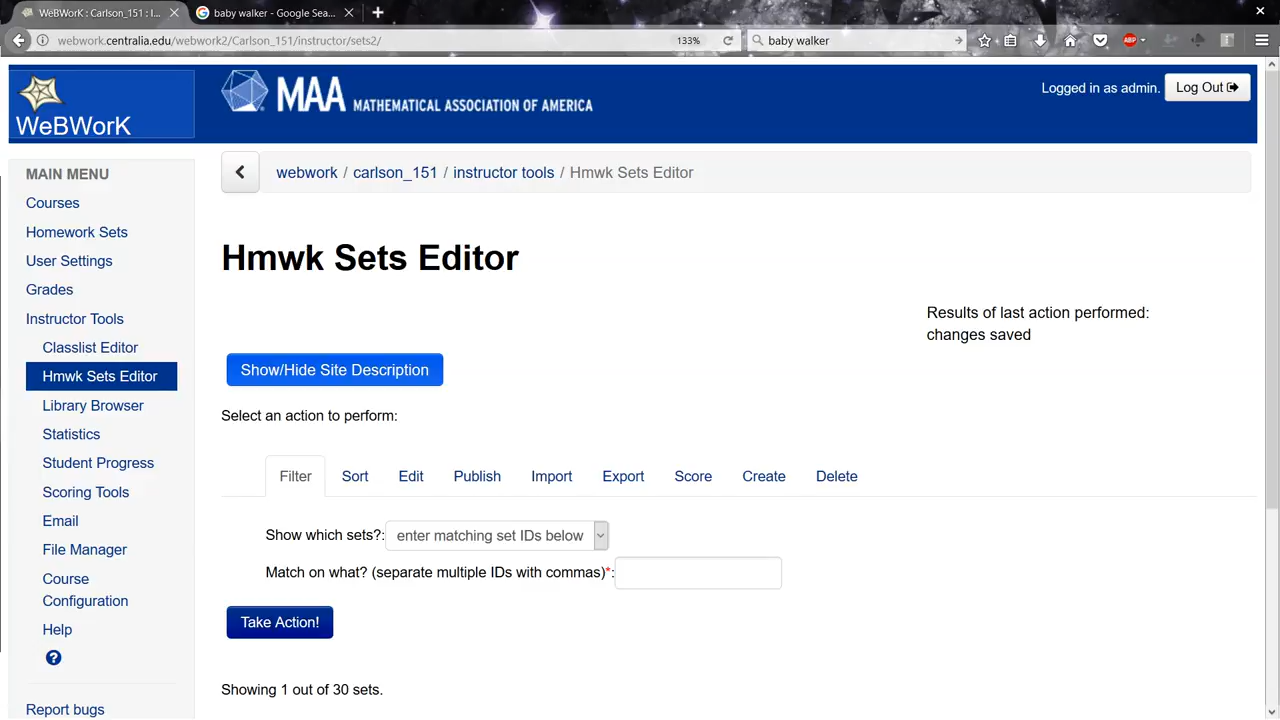 WeBWorK : Carlson_151 : I...
baby walker - Google Sea...
webwork.centralia.edu/webwork2/Carlson_151/instructor/sets2/
133%
baby walker
ABP
WeBWorK
MAA MATHEMATICAL ASSOCIATION OF AMERICA
Logged in as admin.
Log Out
MAIN MENU
Courses
Homework Sets
User Settings
Grades
Instructor Tools
Classlist Editor
Hmwk Sets Editor
Library Browser
Statistics
Student Progress
Scoring Tools
Email
File Manager
Course
Configuration
Help
?
Report bugs
webwork / carlson_151 / instructor tools / Hmwk Sets Editor
Hmwk Sets Editor
Results of last action performed:
changes saved
Show/Hide Site Description
Select an action to perform:
Filter Sort Edit Publish Import Export Score Create Delete
Show which sets?: enter matching set IDs below
Match on what? (separate multiple IDs with commas)*:
Take Action!
Showing 1 out of 30 sets.